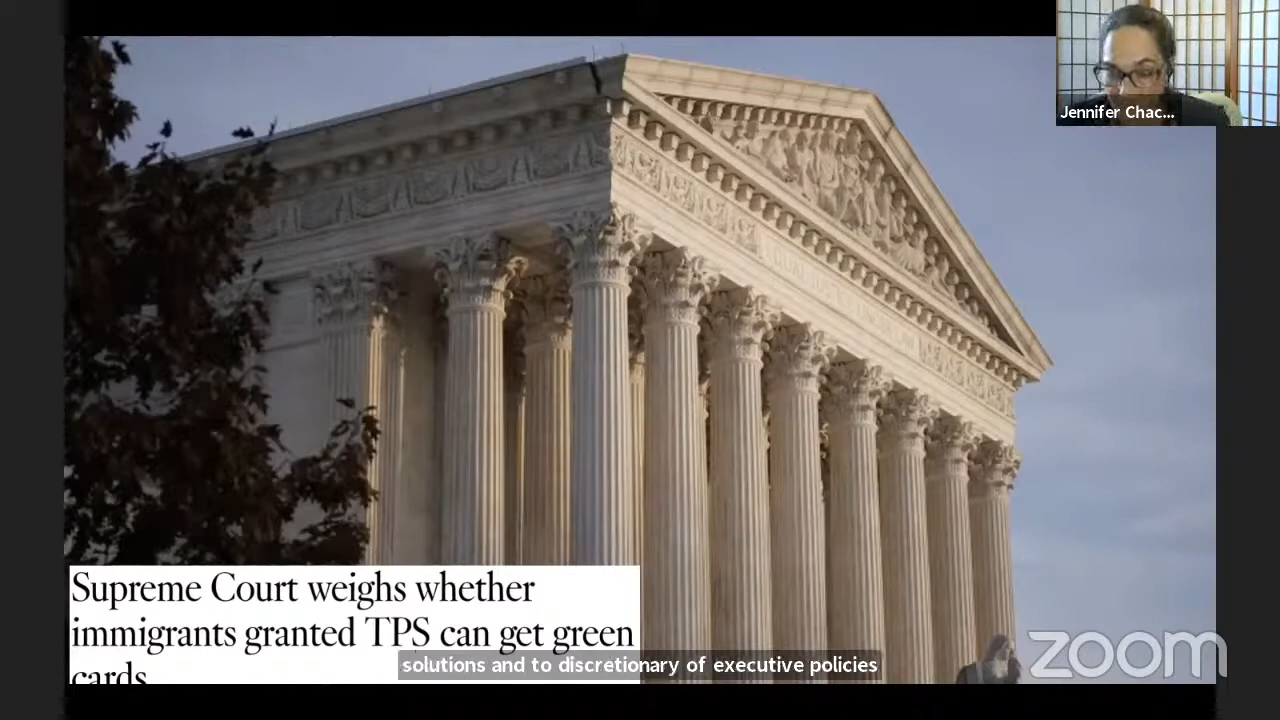 Jennifer Chac...
Supreme Court weighs whether
immigrants granted TPS can get green
cards
solutions and to discretionary of executive policies
zoom